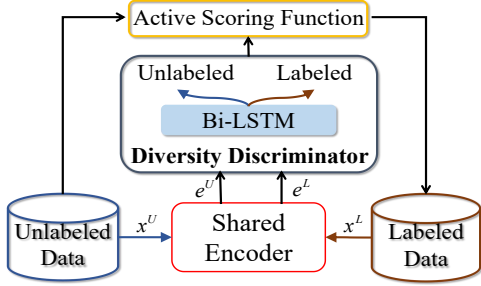 Active Scoring Function
Unlabeled Labeled
Bi-LSTM
Diversity Discriminator
e^U e^L
x^U x^L
Unlabeled
Data
Shared
Encoder
Labeled
Data